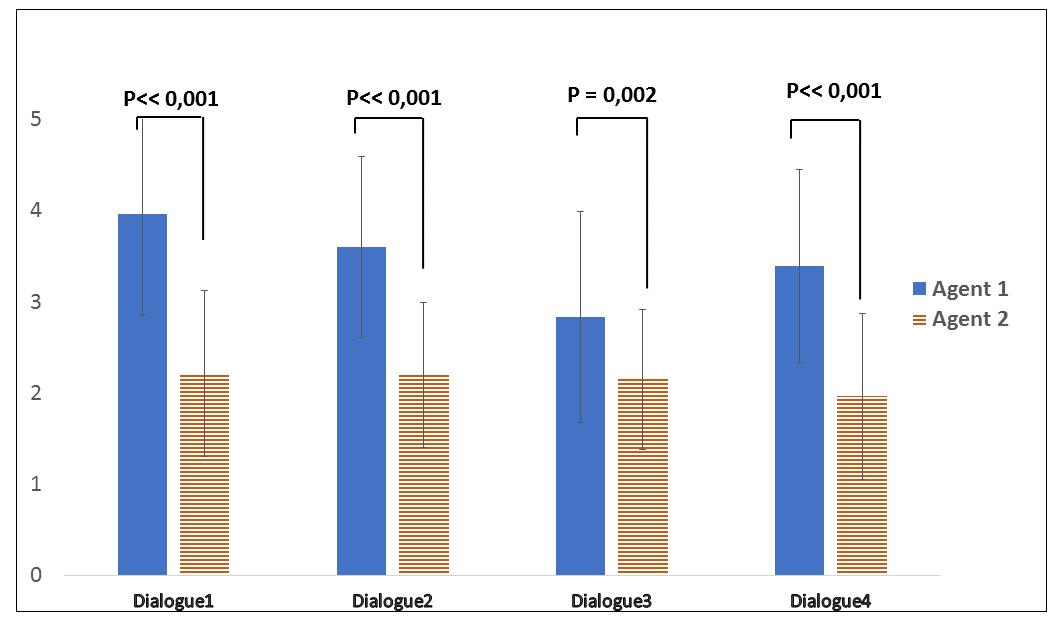 P<< 0,001
P<< 0,001
P = 0,002
P<< 0,001
5
4
3
2
1
0
Agent 1
Agent 2
Dialogue1
Dialogue2
Dialogue3
Dialogue4